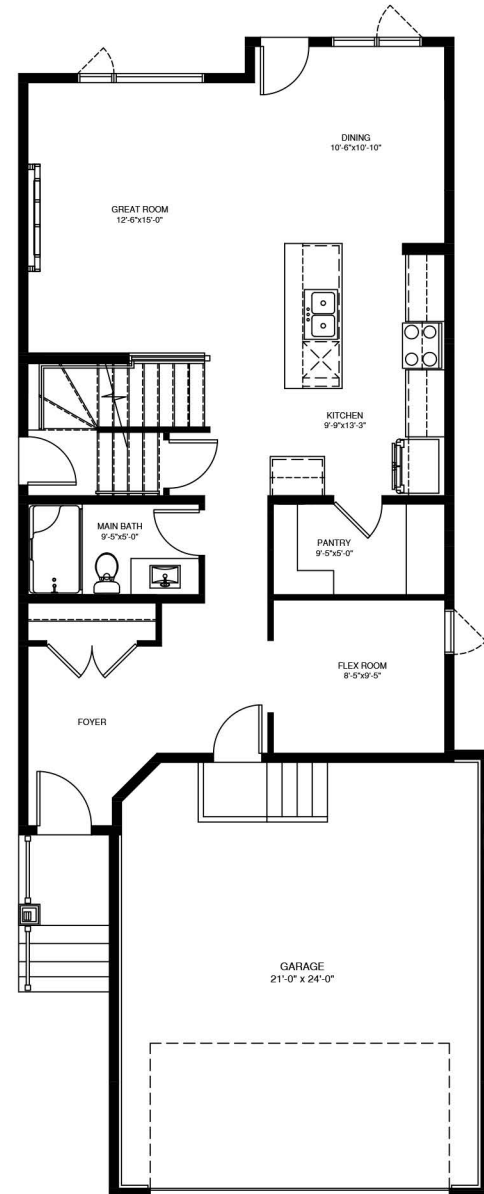 DINING
10'-6"x10'-10"
GREAT ROOM
12'-6"x15'-0"
KITCHEN
9'-9"x13'-3"
MAIN BATH
9'-5"x5'-0"
PANTRY
9'-5"x5'-0"
FLEX ROOM
8'-5"x9'-5"
FOYER
GARAGE
21'-0" x 24'-0"